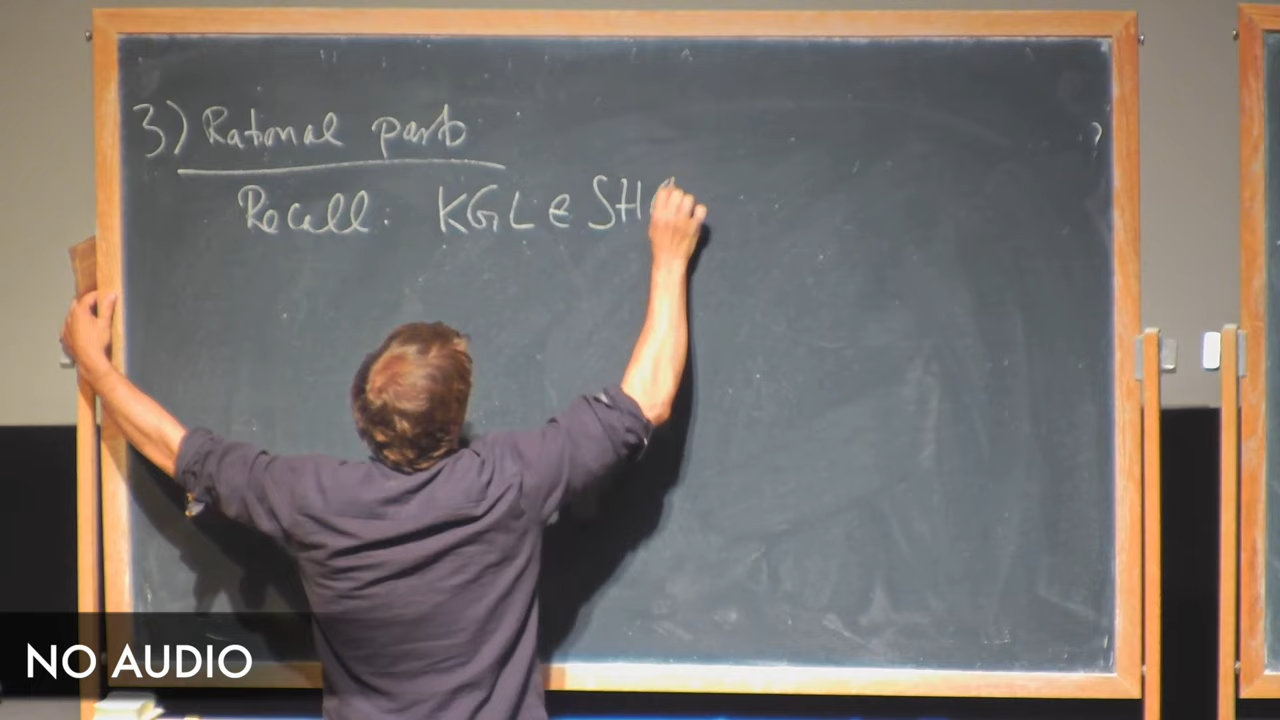 3) Rational part
Recall: KGL ∈ SH(
NO AUDIO